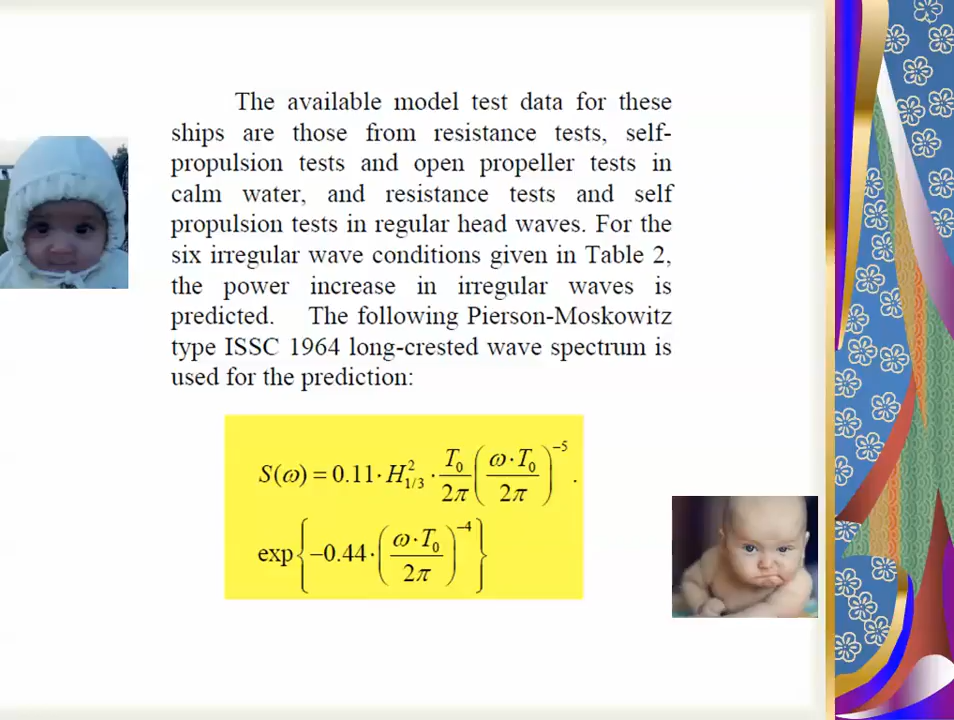 The available model test data for these
ships are those from resistance tests, self-
propulsion tests and open propeller tests in
calm water, and resistance tests and self
propulsion tests in regular head waves. For the
six irregular wave conditions given in Table 2,
the power increase in irregular waves is
predicted. The following Pierson-Moskowitz
type ISSC 1964 long-crested wave spectrum is
used for the prediction:
S(ω) = 0.11 · H²₁/₃ · T₀/2π (ω · T₀/2π)⁻⁵ .
exp{−0.44 · (ω · T₀/2π)⁻⁴}